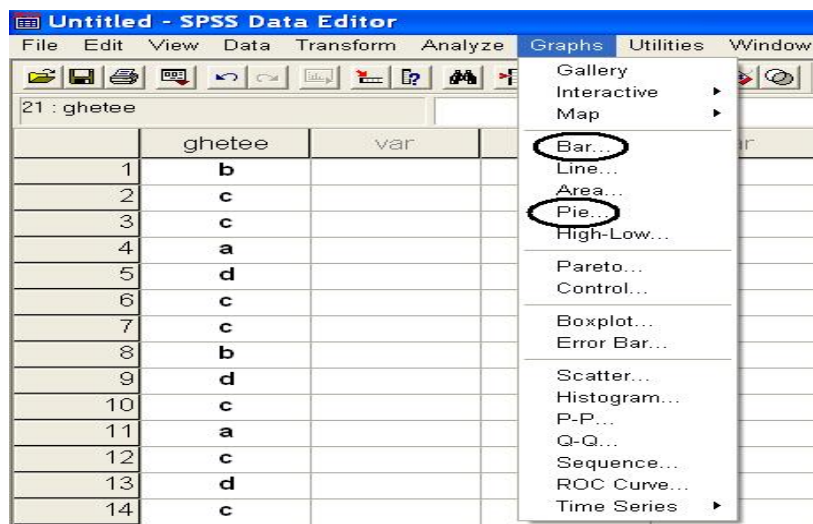 Untitled - SPSS Data Editor
File Edit View Data Transform Analyze Graphs Utilities Window
21 : ghetee
ghetee var
1 b
2 c
3 c
4 a
5 d
6 c
7 c
8 b
9 d
10 c
11 a
12 c
13 d
14 c
Gallery
Interactive
Map
Bar...
Line...
Area...
Pie...
High-Low...
Pareto...
Control...
Boxplot...
Error Bar...
Scatter...
Histogram...
P-P...
Q-Q...
Sequence...
ROC Curve...
Time Series